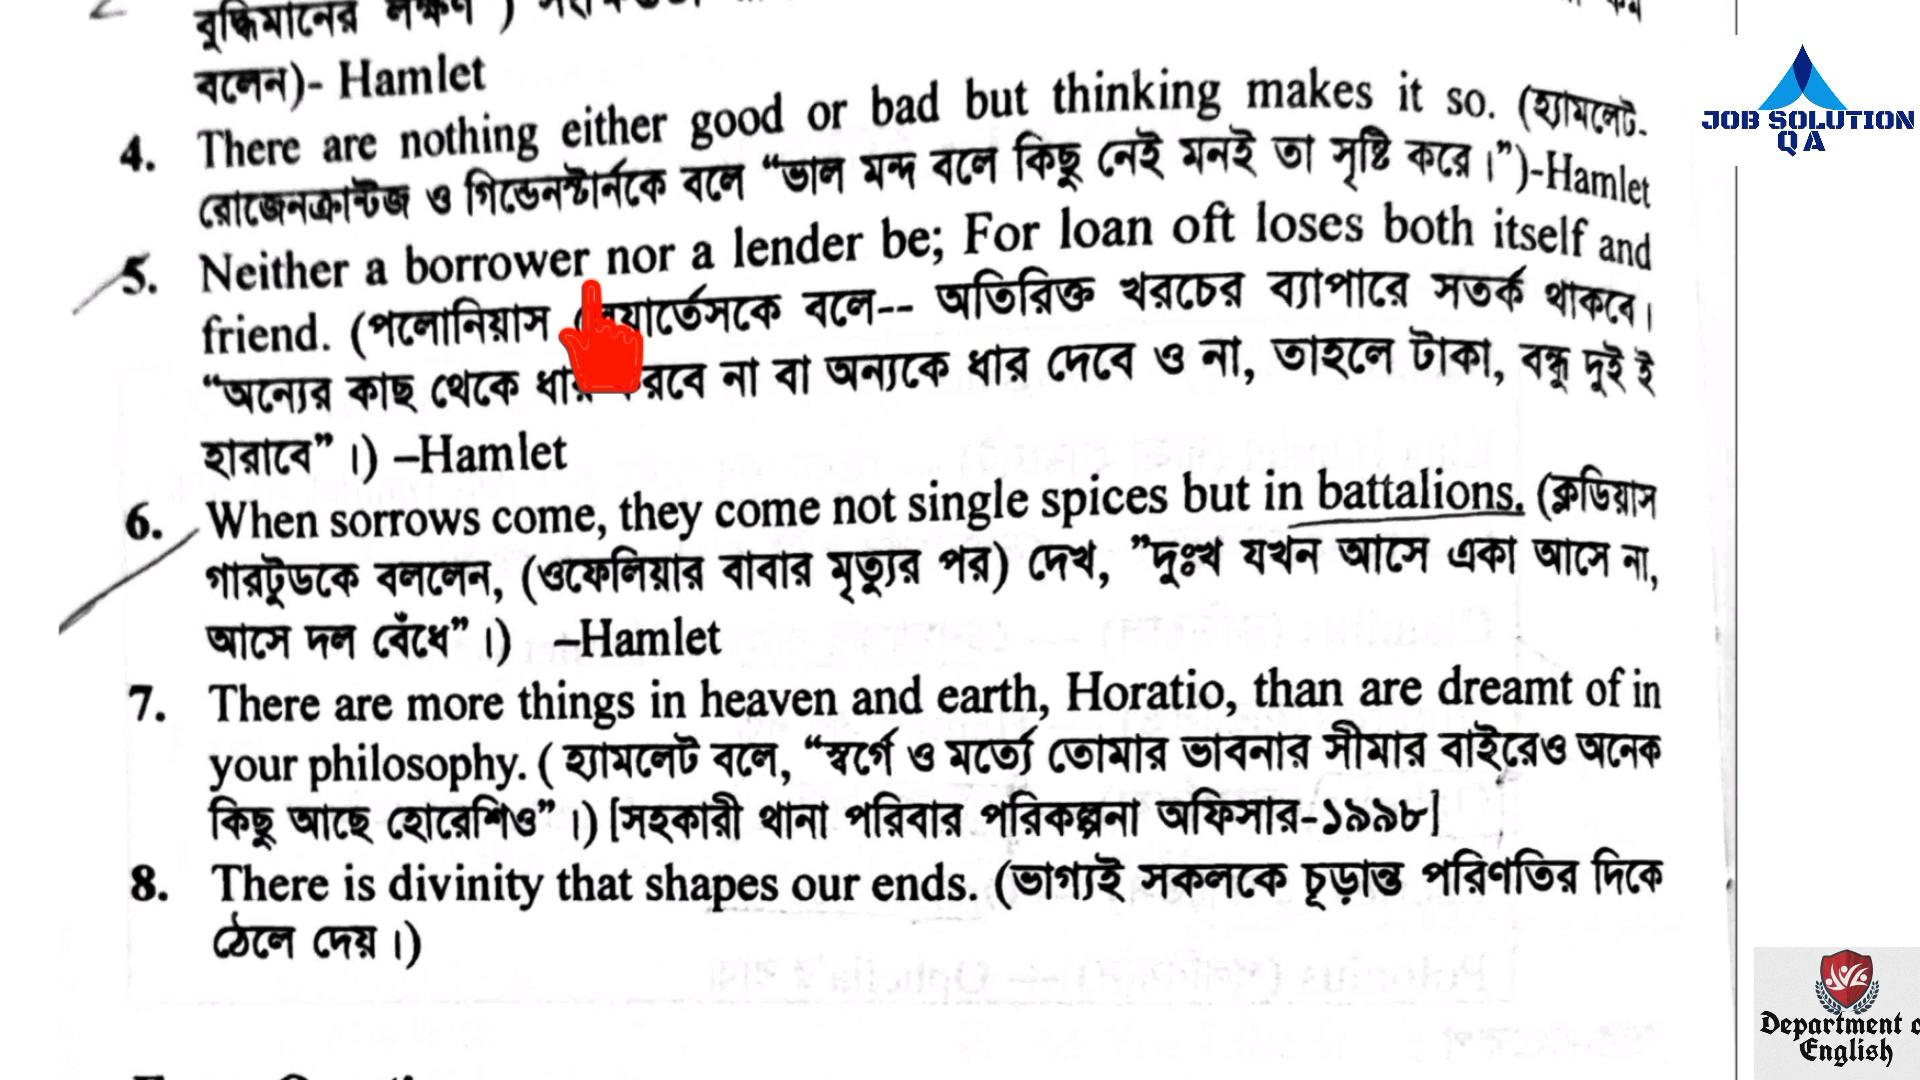 বুদ্ধিমানের লক্ষণ )
বলেন)- Hamlet
4. There are nothing either good or bad but thinking makes it so. (হ্যামলেট-
রোজেনক্রান্টজ ও গিল্ডেনস্টার্নকে বলে “ভাল মন্দ বলে কিছু নেই মনই তা সৃষ্টি করে।”)-Hamlet
5. Neither a borrower nor a lender be; For loan oft loses both itself and
friend. (পলোনিয়াস বলে-- অতিরিক্ত খরচের ব্যাপারে সতর্ক থাকবে।
“অন্যের কাছ থেকে ধার না বা অন্যকে ধার দেবে ও না, তাহলে টাকা, বন্ধু দুই ই
হারাবে”।) –Hamlet
6. When sorrows come, they come not single spices but in battalions. (ক্লডিয়াস
গারট্রুডকে বললেন, (ওফেলিয়ার বাবার মৃত্যুর পর) দেখ, ”দুঃখ যখন আসে একা আসে না,
আসে দল বেঁধে”।) –Hamlet
7. There are more things in heaven and earth, Horatio, than are dreamt of in
your philosophy. ( হ্যামলেট বলে, “স্বর্গে ও মর্ত্যে তোমার ভাবনার সীমার বাইরেও অনেক
কিছু আছে হোরেশিও”।) [সহকারী থানা পরিবার পরিকল্পনা অফিসার-১৯৯৮]
8. There is divinity that shapes our ends. (ভাগ্যই সকলকে চূড়ান্ত পরিণতির দিকে
ঠেলে দেয়।)
JOB SOLUTION
QA
Department
English